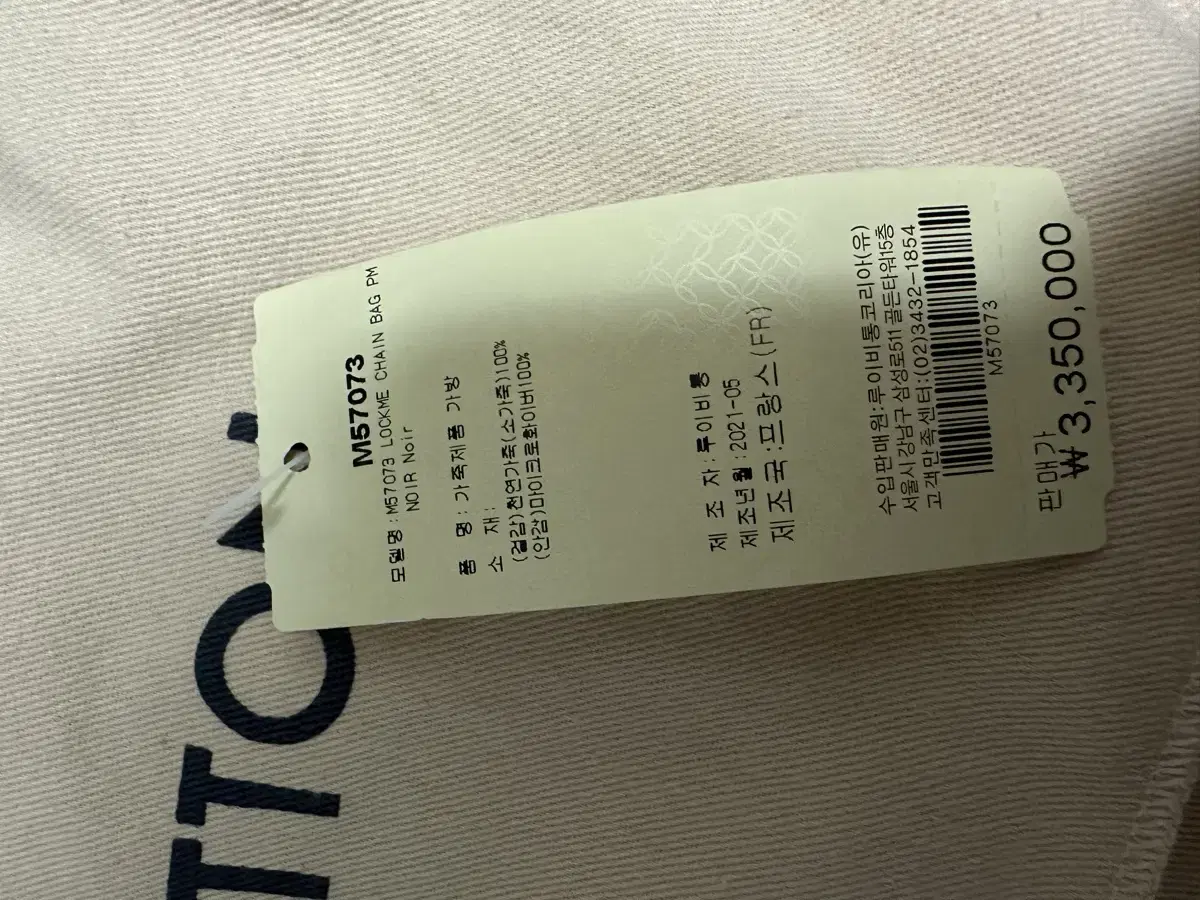 M57073
모델명:M57073 LOCKME CHAIN BAG PM
NOIR Noir
품 명: 가죽제품 가방
소 재:
(겉감)천연가죽(소가죽)100%
(안감)마이크로화이버100%
제 조 자:루이비통
제조년월:2021-05
제조국:프랑스(FR)
수입판매원:루이비통코리아(유)
서울시 강남구 삼성로511 골든타워15층
고객만족센터:(02)3432-1854
M57073
판매가
₩3,350,000
TTON